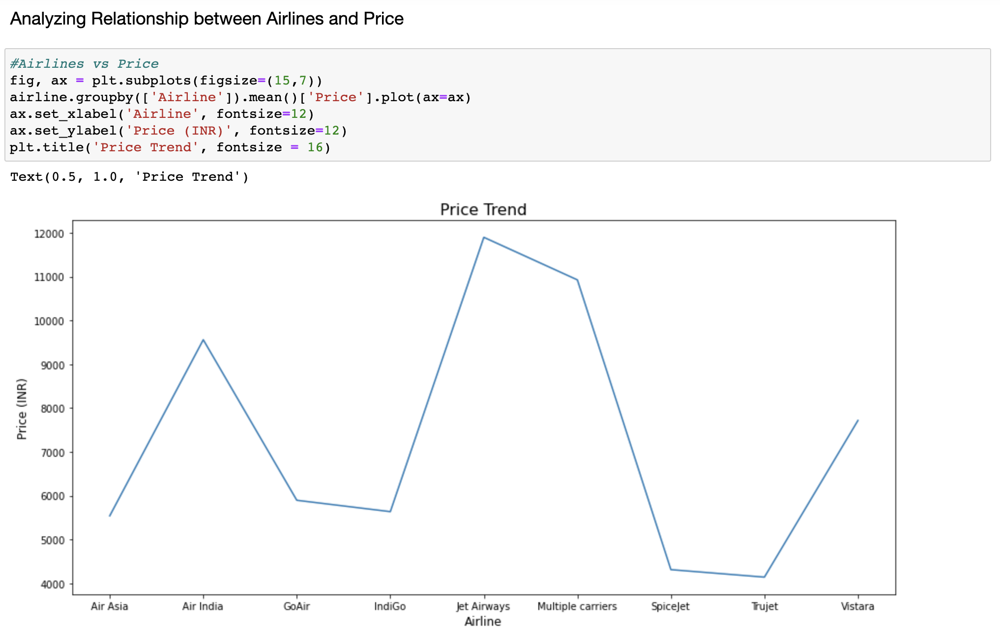 Analyzing Relationship between Airlines and Price
#Airlines vs Price
fig, ax = plt.subplots(figsize=(15,7))
airline.groupby(['Airline']).mean()['Price'].plot(ax=ax)
ax.set_xlabel('Airline', fontsize=12)
ax.set_ylabel('Price (INR)', fontsize=12)
plt.title('Price Trend', fontsize = 16)
Text(0.5, 1.0, 'Price Trend')
Price Trend
12000
11000
10000
9000
8000
7000
6000
5000
4000
Price (INR)
Air Asia Air India GoAir IndiGo Jet Airways Multiple carriers SpiceJet Trujet Vistara
Airline